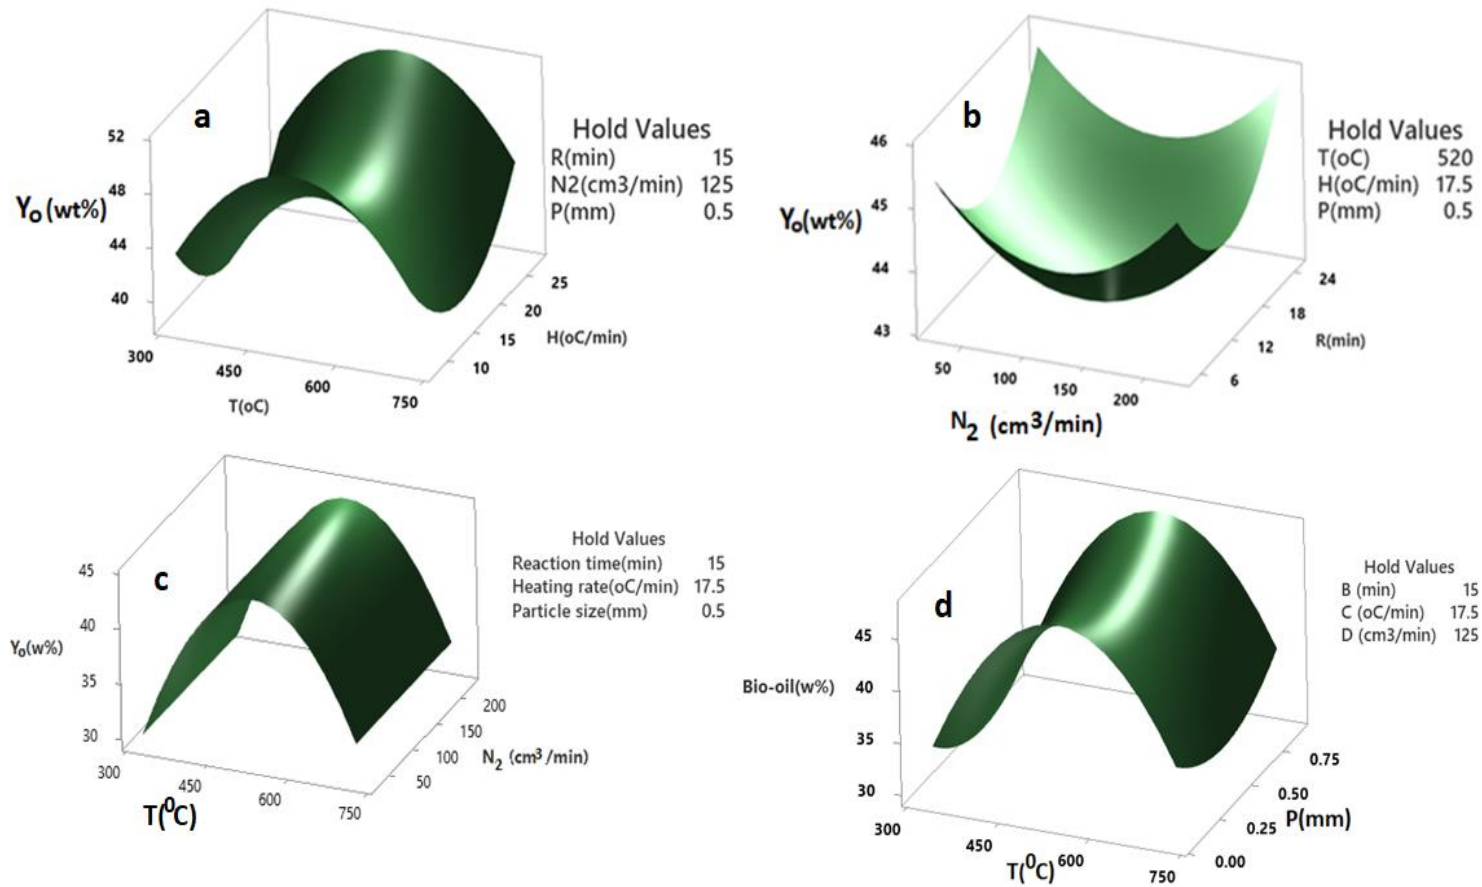 a
52
48
44
40
Yo (wt%)
300
450
600
750
T(oC)
10
15
20
25
H(oC/min)
Hold Values
R(min) 15
N2(cm3/min) 125
P(mm) 0.5
b
46
45
44
43
Yo(wt%)
50
100
150
200
N2 (cm3/min)
6
12
18
24
R(min)
Hold Values
T(oC) 520
H(oC/min) 17.5
P(mm) 0.5
c
45
40
35
30
Yo(w%)
300
450
600
750
T(0C)
50
100
150
200
N2 (cm3/min)
Hold Values
Reaction time(min) 15
Heating rate(oC/min) 17.5
Particle size(mm) 0.5
d
45
40
35
30
Bio-oil(w%)
300
450
600
750
T(0C)
0.00
0.25
0.50
0.75
P(mm)
Hold Values
B (min) 15
C (oC/min) 17.5
D (cm3/min) 125